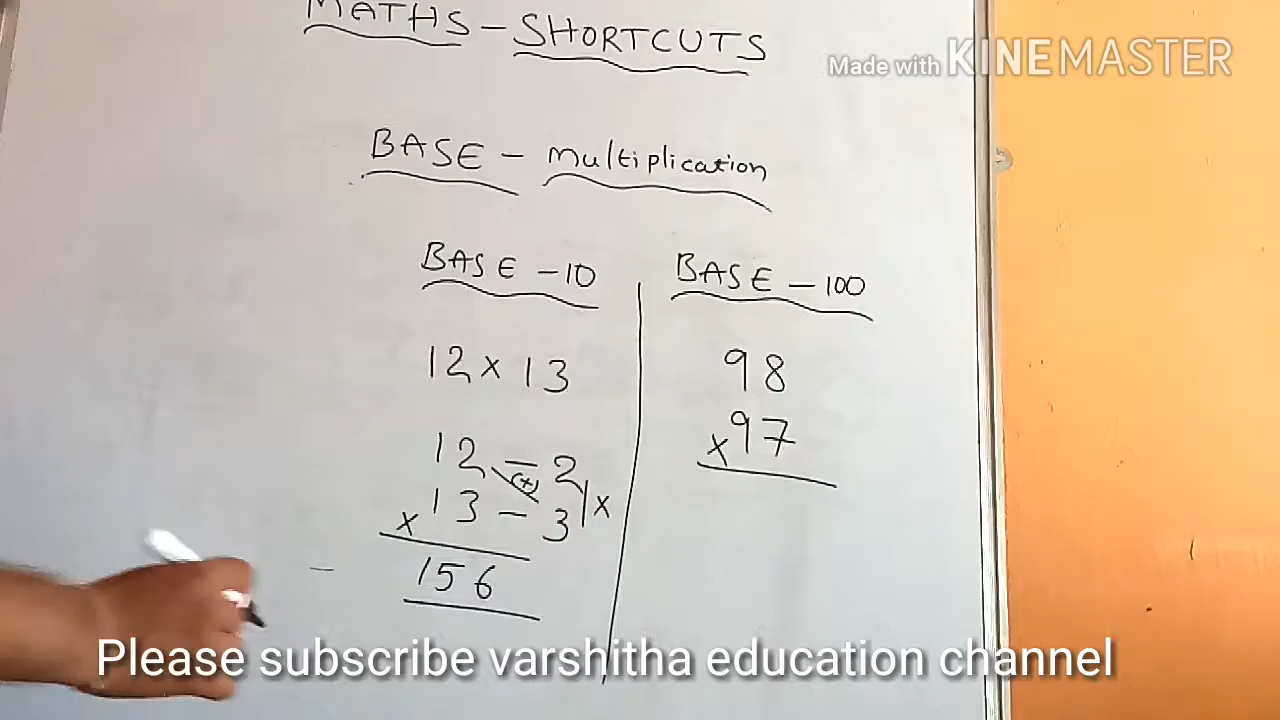 MATHS - SHORTCUTS
Made with KINEMASTER
BASE - multiplication
BASE - 10
12 x 13
12 - 2
(+)
x 13 - 3 x
156
BASE - 100
98
x 97
Please subscribe varshitha education channel